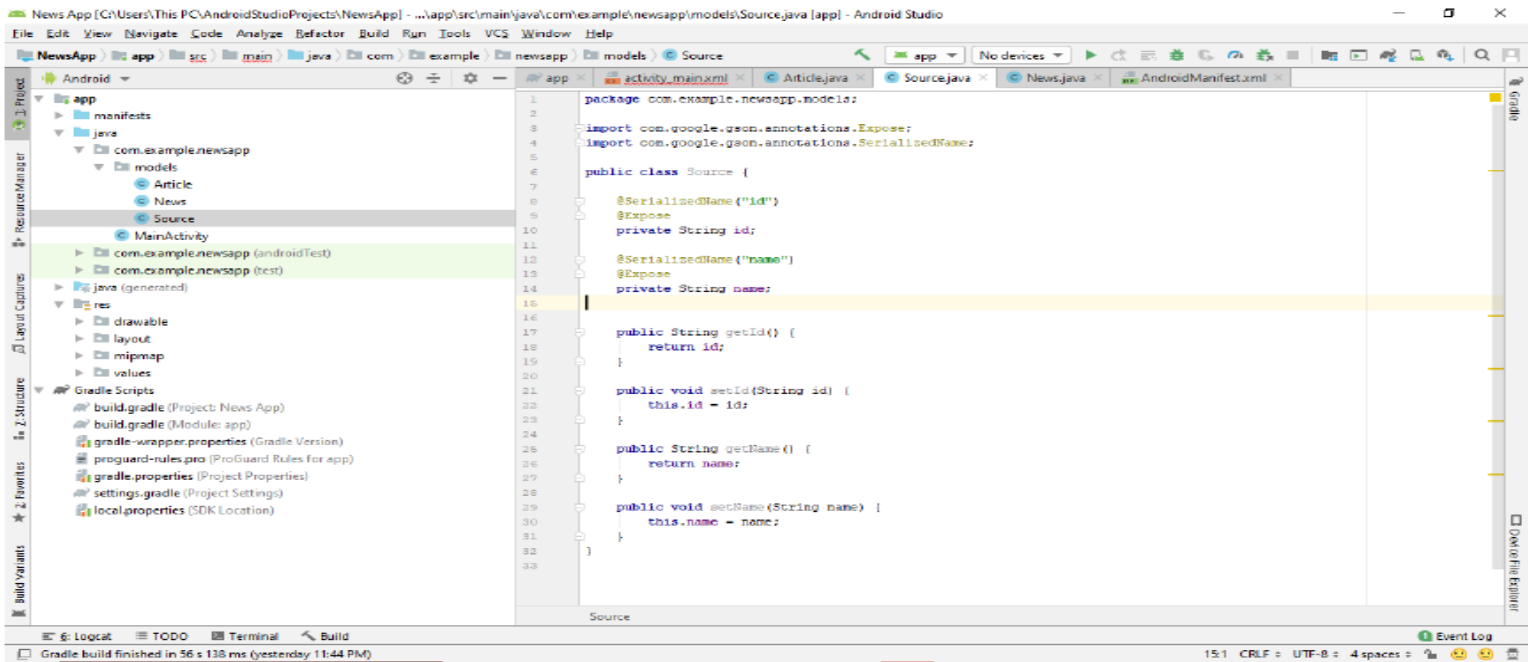 News App [C:\Users\This PC\AndroidStudioProjects\NewsApp] - ...\app\src\main\java\com\example\newsapp\models\Source.java [app] - Android Studio
File Edit View Navigate Code Analyze Refactor Build Run Tools VCS Window Help
NewsApp app src main java com example newsapp models Source app No devices
Android
app activity_main.xml Article.java Source.java News.java AndroidManifest.xml
1: Project
Resource Manager
Layout Captures
Z: Structure
2: Favorites
Build Variants
app
manifests
java
com.example.newsapp
models
Article
News
Source
MainActivity
com.example.newsapp (androidTest)
com.example.newsapp (test)
java (generated)
res
drawable
layout
mipmap
values
Gradle Scripts
build.gradle (Project: News App)
build.gradle (Module: app)
gradle-wrapper.properties (Gradle Version)
proguard-rules.pro (ProGuard Rules for app)
gradle.properties (Project Properties)
settings.gradle (Project Settings)
local.properties (SDK Location)
1 package com.example.newsapp.models;
2
3 import com.google.gson.annotations.Expose;
4 import com.google.gson.annotations.SerializedName;
5
6 public class Source {
7
8 @SerializedName("id")
9 @Expose
10 private String id;
11
12 @SerializedName("name")
13 @Expose
14 private String name;
15
16
17 public String getId() {
18 return id;
19 }
20
21 public void setId(String id) {
22 this.id = id;
23 }
24
25 public String getName() {
26 return name;
27 }
28
29 public void setName(String name) {
30 this.name = name;
31 }
32 }
33
Source
Gradle
Device File Explorer
6: Logcat TODO Terminal Build Event Log
Gradle build finished in 56 s 138 ms (yesterday 11:44 PM) 15:1 CRLF UTF-8 4 spaces